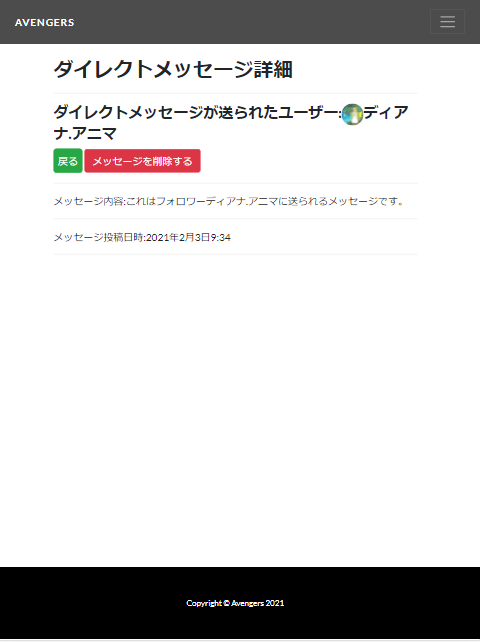 AVENGERS
ダイレクトメッセージ詳細
ダイレクトメッセージが送られたユーザー:ディア
ナ.アニマ
戻る メッセージを削除する
メッセージ内容:これはフォロワーディアナ.アニマに送られるメッセージです。
メッセージ投稿日時:2021年2月3日9:34
Copyright © Avengers 2021